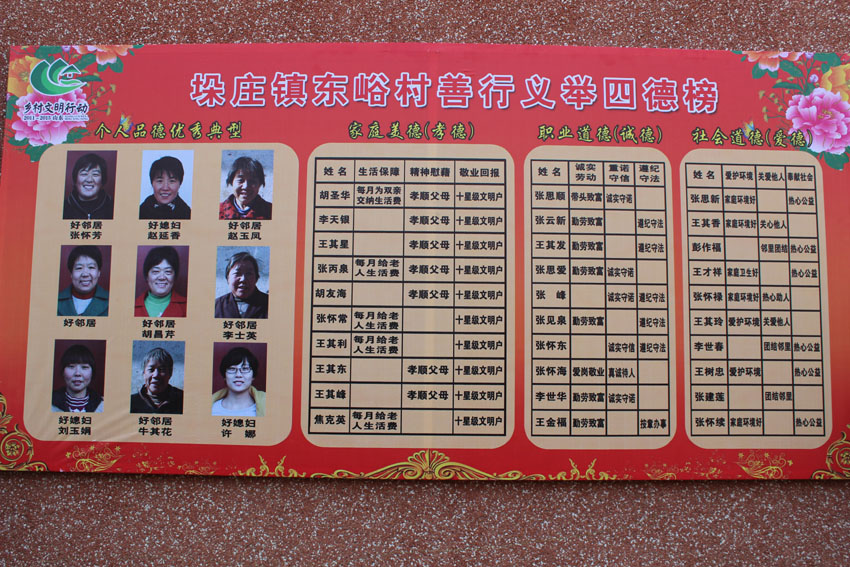 垛庄镇东峪村善行义举四德榜
乡村文明行动
2011-2015 山东
个人品德优秀典型
好邻居 好媳妇 好邻居
张怀芳 赵延香 赵玉凤
好邻居 好邻居 好邻居
胡昌芹 李士英
好媳妇 好邻居 好媳妇
刘玉娟 牛其花 许 娜
家庭美德(孝德)
姓 名 生活保障 精神慰藉 敬业回报
胡圣华 每月为双亲交纳生活费 孝顺父母 十星级文明户
李天银 孝顺父母 十星级文明户
王其星 孝顺父母 十星级文明户
张丙泉 每月给老人生活费 孝顺父母 十星级文明户
胡友海 孝顺父母 十星级文明户
张怀常 每月给老人生活费 十星级文明户
王其利 每月给老人生活费 十星级文明户
王其东 孝顺父母 十星级文明户
王其峰 孝顺父母 十星级文明户
焦克英 每月给老人生活费 十星级文明户
职业道德(诚德)
姓 名 诚实劳动 重诺守信 遵纪守法
张思顺 带头致富 诚实守诺
张云新 勤劳致富 遵纪守法
王其发 勤劳致富 遵纪守法
张思爱 勤劳致富 诚实守诺
张 峰 诚实守诺 遵纪守法
张见泉 勤劳致富 遵纪守法
张怀东 诚实守信 遵纪守法
张怀海 爱岗敬业 真诚待人
李世华 勤劳致富 诚实守诺
王金福 勤劳致富 按章办事
社会道德(爱德)
姓 名 爱护环境 关爱他人 奉献社会
张思新 家庭环境好 热心公益
王其香 家庭环境好 关心他人
彭作福 邻里团结 热心公益
王才祥 家庭卫生好 热心公益
张怀禄 家庭环境好 热心助人
王其玲 爱护环境 关爱他人
李世春 团结邻里 热心公益
王树忠 爱护环境 热心公益
张建莲 团结邻里
张怀续 家庭环境好 热心公益